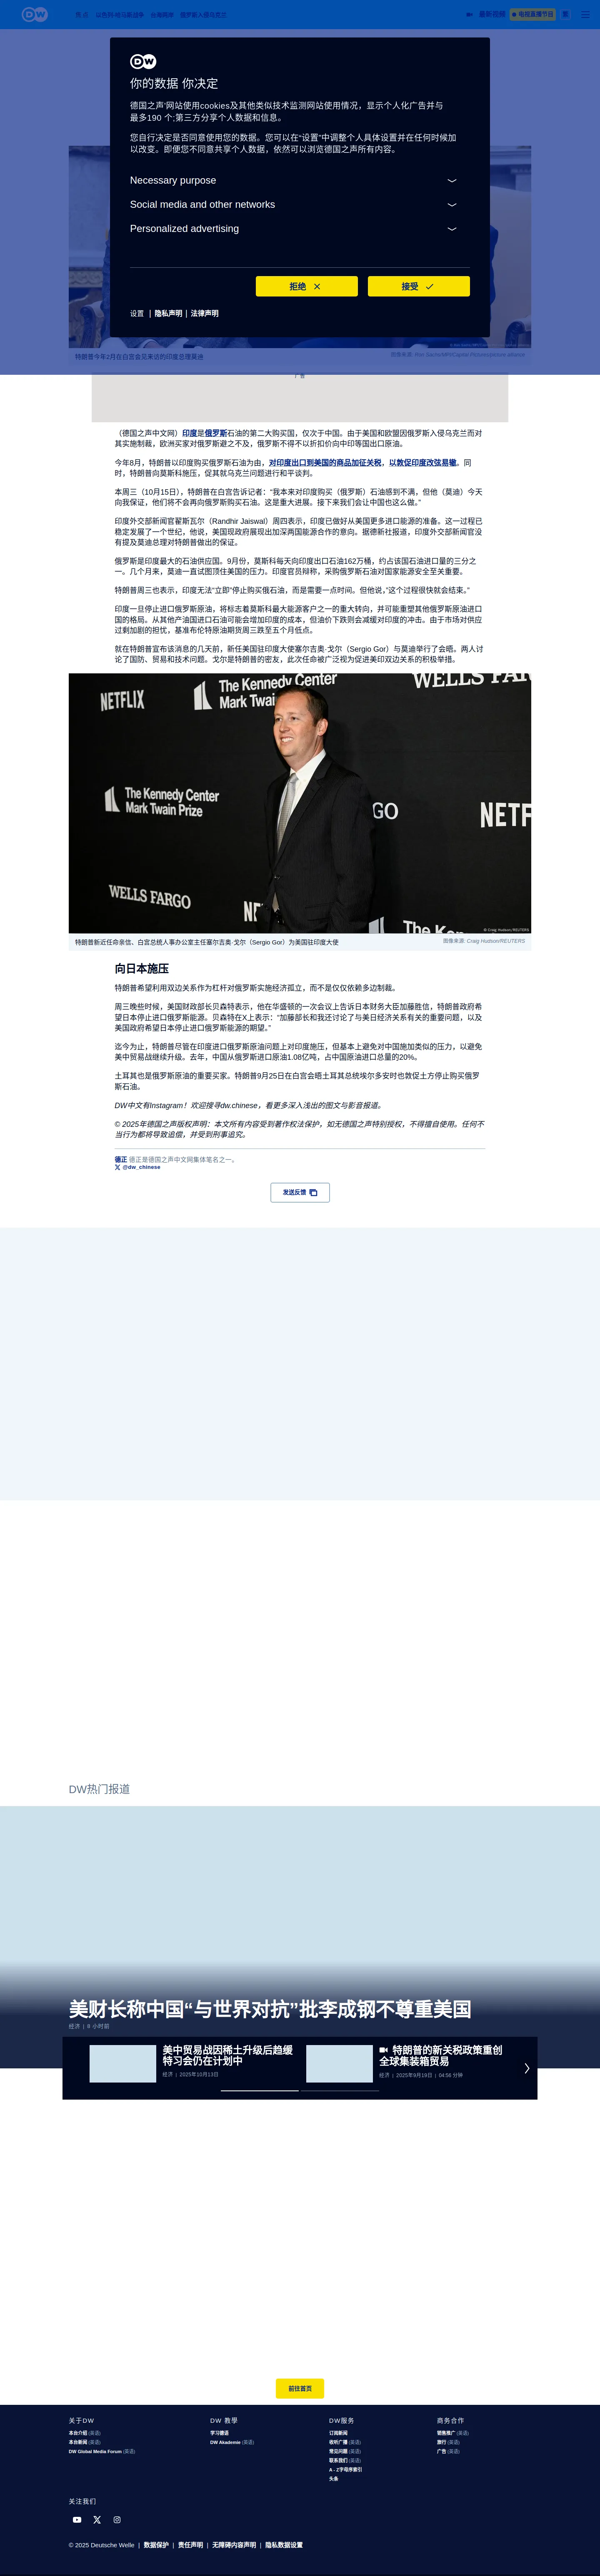 DW
最新视频
电视直播节目
繁
DW
你的数据 你决定
德国之声'网站使用cookies及其他类似技术监测网站使用情况，显示个人化广告并与
最多190 个;第三方分享个人数据和信息。
您自行决定是否同意使用您的数据。您可以在“设置”中调整个人具体设置并在任何时候加
以改变。即便您不同意共享个人数据，依然可以浏览德国之声所有内容。
Necessary purpose
Social media and other networks
Personalized advertising
拒绝
接受
设置 | 隐私声明 | 法律声明
特朗普今年2月在白宫会见来访的印度总理莫迪
广告
（德国之声中文网）印度是俄罗斯石油的第二大购买国，仅次于中国。由于美国和欧盟因俄罗斯入侵乌克兰而对
其实施制裁，欧洲买家对俄罗斯避之不及，俄罗斯不得不以折扣价向中印等国出口原油。
今年8月，特朗普以印度购买俄罗斯石油为由，对印度出口到美国的商品加征关税，以敦促印度改弦易辙。同
时，特朗普向莫斯科施压，促其就乌克兰问题进行和平谈判。
本周三（10月15日），特朗普在白宫告诉记者：“我本来对印度购买（俄罗斯）石油感到不满，但他（莫迪）今天
向我保证，他们将不会再向俄罗斯购买石油。这是重大进展。接下来我们会让中国也这么做。”
印度外交部新闻官翟斯瓦尔（Randhir Jaiswal）周四表示，印度已做好从美国更多进口能源的准备。这一过程已
稳定发展了一个世纪，他说，美国现政府展现出加深两国能源合作的意向。据德新社报道，印度外交部新闻官没
有提及莫迪总理对特朗普做出的保证。
俄罗斯是印度最大的石油供应国。9月份，莫斯科每天向印度出口石油162万桶，约占该国石油进口量的三分之
一。几个月来，莫迪一直试图顶住美国的压力。印度官员辩称，采购俄罗斯石油对国家能源安全至关重要。
特朗普周三也表示，印度无法“立即”停止购买俄石油，而是需要一点时间。但他说，“这个过程很快就会结束。”
印度一旦停止进口俄罗斯原油，将标志着莫斯科最大能源客户之一的重大转向，并可能重塑其他俄罗斯原油进口
国的格局。从其他产油国进口石油可能会增加印度的成本，但油价下跌则会减缓对印度的冲击。由于市场对供应
过剩加剧的担忧，基准布伦特原油期货周三跌至五个月低点。
就在特朗普宣布该消息的几天前，新任美国驻印度大使塞尔吉奥·戈尔（Sergio Gor）与莫迪举行了会晤。两人讨
论了国防、贸易和技术问题。戈尔是特朗普的密友，此次任命被广泛视为促进美印双边关系的积极举措。
NETFLIX
The Kennedy Center
Mark Twain Prize
WELLS FARGO
The Kennedy Center
Mark Twain Prize
GO
NETF
WELLS FARGO
NE
The Kennedy Cente
© Craig Hudson/REUTERS
特朗普新近任命亲信、白宫总统人事办公室主任塞尔吉奥·戈尔（Sergio Gor）为美国驻印度大使
图像来源: Craig Hudson/REUTERS
向日本施压
特朗普希望利用双边关系作为杠杆对俄罗斯实施经济孤立，而不是仅仅依赖多边制裁。
周三晚些时候，美国财政部长贝森特表示，他在华盛顿的一次会议上告诉日本财务大臣加藤胜信，特朗普政府希
望日本停止进口俄罗斯能源。贝森特在X上表示：“加藤部长和我还讨论了与美日经济关系有关的重要问题，以及
美国政府希望日本停止进口俄罗斯能源的期望。”
迄今为止，特朗普尽管在印度进口俄罗斯原油问题上对印度施压，但基本上避免对中国施加类似的压力，以避免
美中贸易战继续升级。去年，中国从俄罗斯进口原油1.08亿吨，占中国原油进口总量的20%。
土耳其也是俄罗斯原油的重要买家。特朗普9月25日在白宫会晤土耳其总统埃尔多安时也敦促土方停止购买俄罗
斯石油。
DW中文有Instagram！欢迎搜寻dw.chinese，看更多深入浅出的图文与影音报道。
© 2025年德国之声版权声明：本文所有内容受到著作权法保护，如无德国之声特别授权，不得擅自使用。任何不
当行为都将导致追偿，并受到刑事追究。
德正 德正是德国之声中文网集体笔名之一。
@dw_chinese
发送反馈
DW热门报道
美财长称中国“与世界对抗”批李成钢不尊重美国
经济 | 8 小时前
美中贸易战因稀土升级后趋缓
特习会仍在计划中
经济 | 2025年10月13日
特朗普的新关税政策重创
全球集装箱贸易
经济 | 2025年9月19日 | 04:56 分钟
前往首页
关于DW
本台介绍 (英语)
本台新闻 (英语)
DW Global Media Forum (英语)
DW 教學
学习德语
DW Akademie (英语)
DW服务
订阅新闻
收听广播 (英语)
常见问题 (英语)
联系我们 (英语)
A - Z字母序索引
头条
商务合作
销售推广 (英语)
旅行 (英语)
广告 (英语)
关注我们
© 2025 Deutsche Welle | 数据保护 | 责任声明 | 无障碍内容声明 | 隐私数据设置